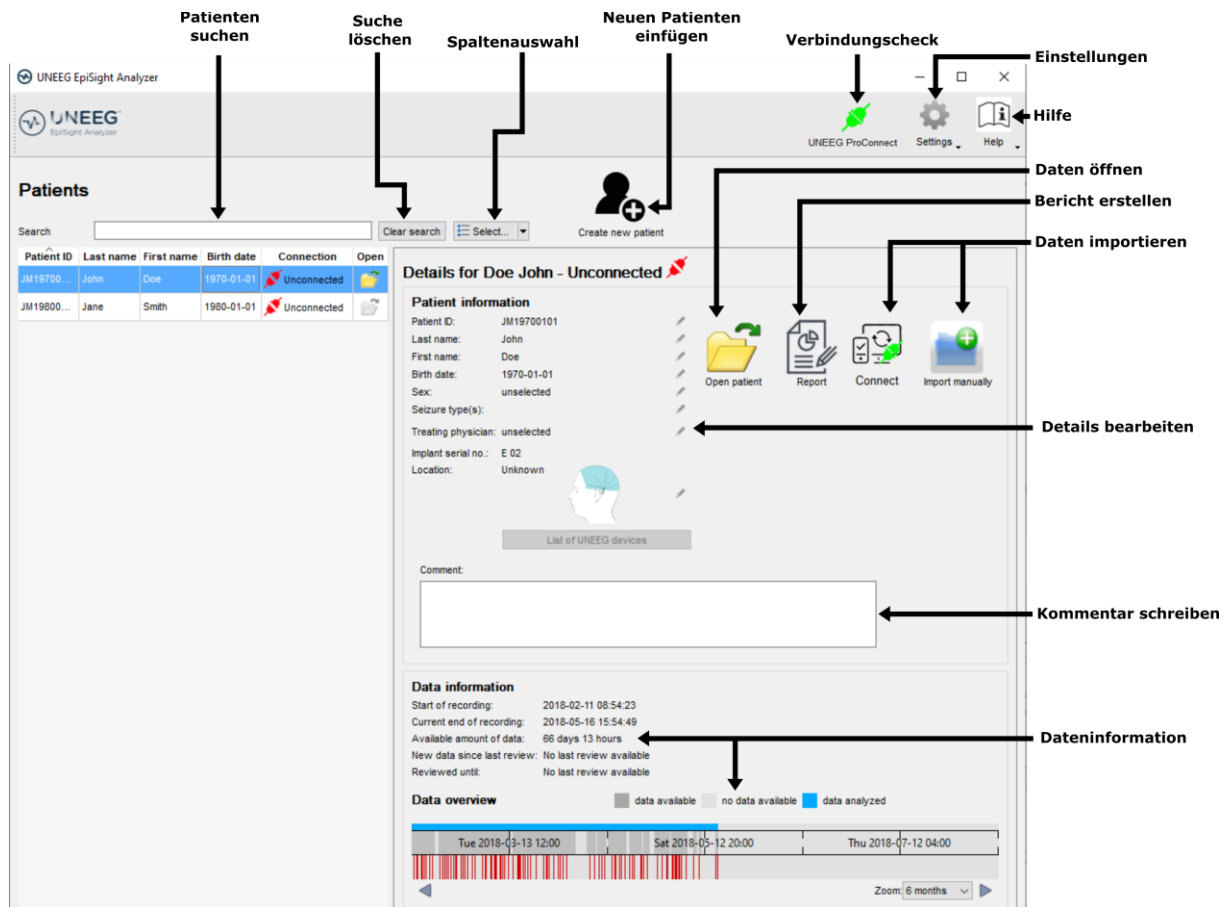 Patienten suchen
Suche löschen
Spaltenauswahl
Neuen Patienten einfügen
Verbindungscheck
Einstellungen
UNEEG EpiSight Analyzer
UNEEG™
EpiSight Analyzer
UNEEG ProConnect
Settings
Help
Hilfe
Patients
Daten öffnen
Bericht erstellen
Search
Clear search
Select...
Create new patient
Daten importieren
Patient ID Last name First name Birth date Connection Open
JM19700... John Doe 1970-01-01 Unconnected
JM19800... Jane Smith 1980-01-01 Unconnected
Details for Doe John - Unconnected
Patient information
Patient ID: JM19700101
Last name: John
First name: Doe
Birth date: 1970-01-01
Sex: unselected
Seizure type(s):
Treating physician: unselected
Implant serial no.: E 02
Location: Unknown
Open patient
Report
Connect
Import manually
Details bearbeiten
List of UNEEG devices
Comment:
Kommentar schreiben
Data information
Start of recording: 2018-02-11 08:54:23
Current end of recording: 2018-05-16 15:54:49
Available amount of data: 66 days 13 hours
New data since last review: No last review available
Reviewed until: No last review available
Dateninformation
Data overview
data available no data available data analyzed
Tue 2018-03-13 12:00 Sat 2018-05-12 20:00 Thu 2018-07-12 04:00
Zoom: 6 months